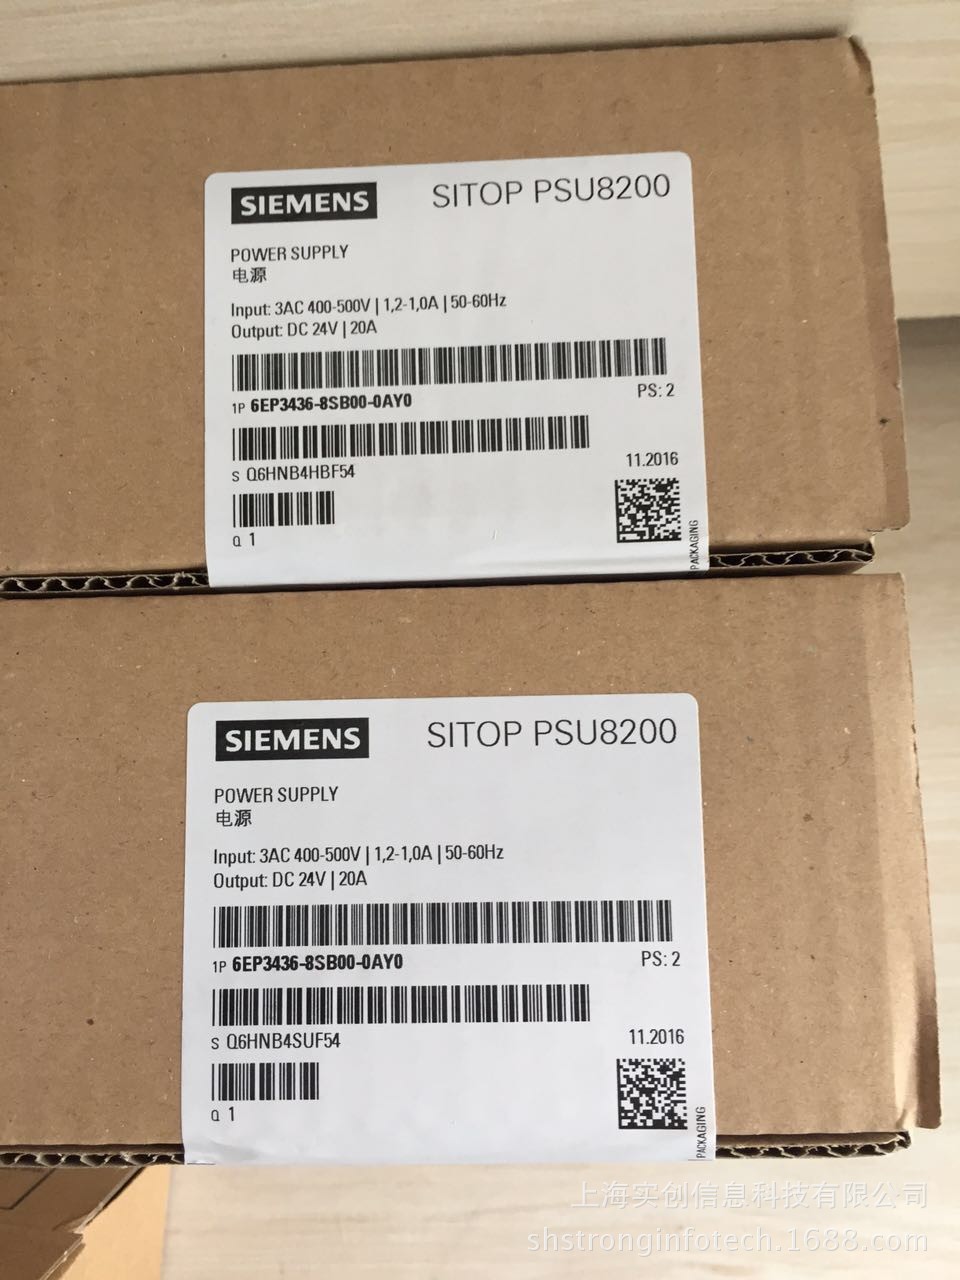 SIEMENS SITOP PSU8200
POWER SUPPLY
电源
Input: 3AC 400-500V | 1,2-1,0A | 50-60Hz
Output: DC 24V | 20A
1P 6EP3436-8SB00-0AY0 PS: 2
S Q6HNB4HBF54 11.2016
Q 1
PACKAGING
SIEMENS SITOP PSU8200
POWER SUPPLY
电源
Input: 3AC 400-500V | 1,2-1,0A | 50-60Hz
Output: DC 24V | 20A
1P 6EP3436-8SB00-0AY0 PS: 2
S Q6HNB4SUF54 11.2016
Q 1
PACKAGING
上海实创信息科技有限公司
shstronginfotech.1688.com